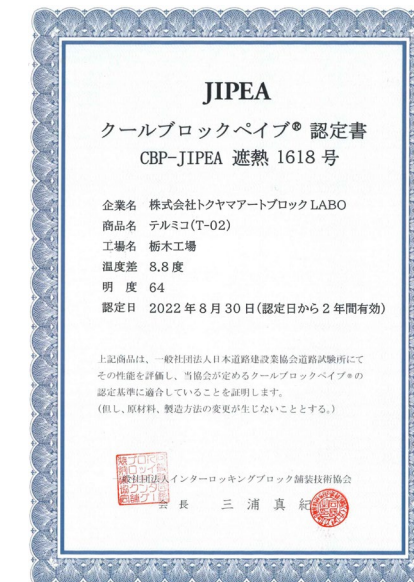 JIPEA
クールブロックペイブ® 認定書
CBP-JIPEA 遮熱 1618 号
企業名 株式会社トクヤマアートブロック LABO
商品名 テルミコ(T-02)
工場名 栃木工場
温度差 8.8 度
明 度 64
認定日 2022 年 8 月 30 日(認定日から 2 年間有効)
上記商品は、一般社団法人日本道路建設業協会道路試験所にて
その性能を評価し、当協会が定めるクールブロックペイブ®の
認定基準に適合していることを証明します。
(但し、原材料、製造方法の変更が生じないこととする。)
一般社団法人インターロッキングブロック舗装技術協会
会 長 三 浦 真 紀